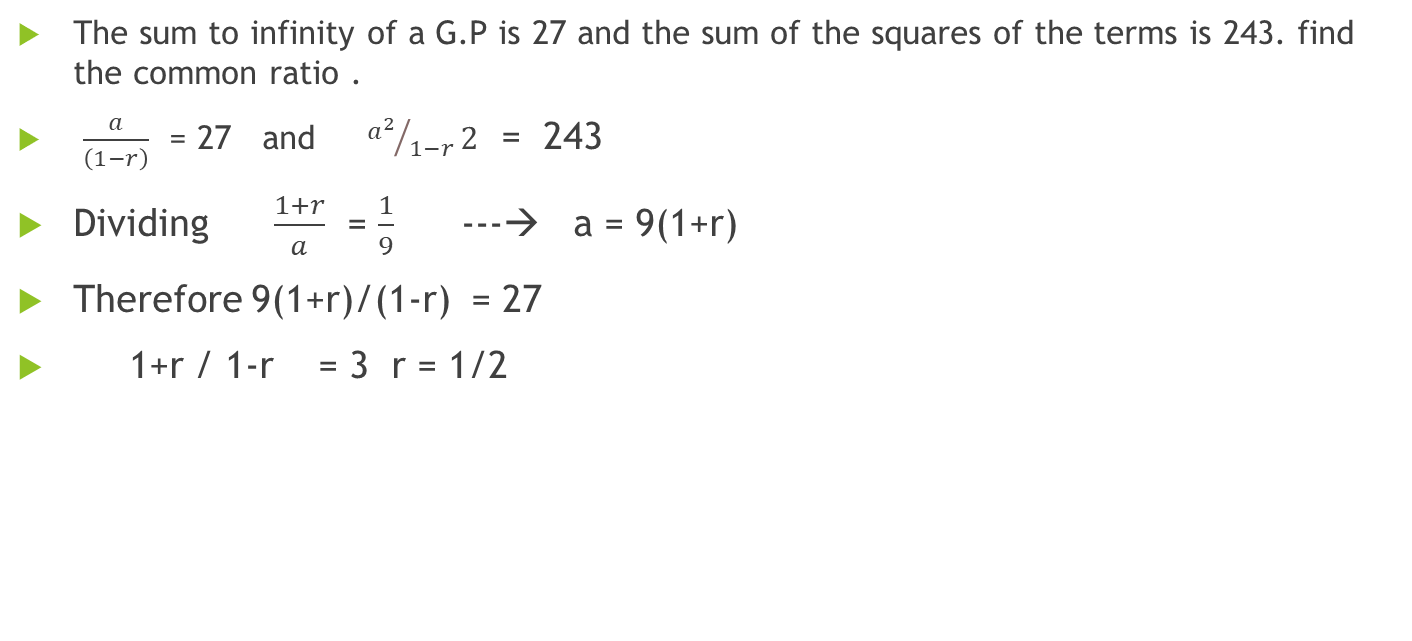 The sum to infinity of a G.P is 27 and the sum of the squares of the terms is 243. find
the common ratio .
a/(1−r) = 27 and a²/1−r 2 = 243
Dividing 1+r/a = 1/9 ---→ a = 9(1+r)
Therefore 9(1+r)/(1-r) = 27
1+r / 1-r = 3 r = 1/2